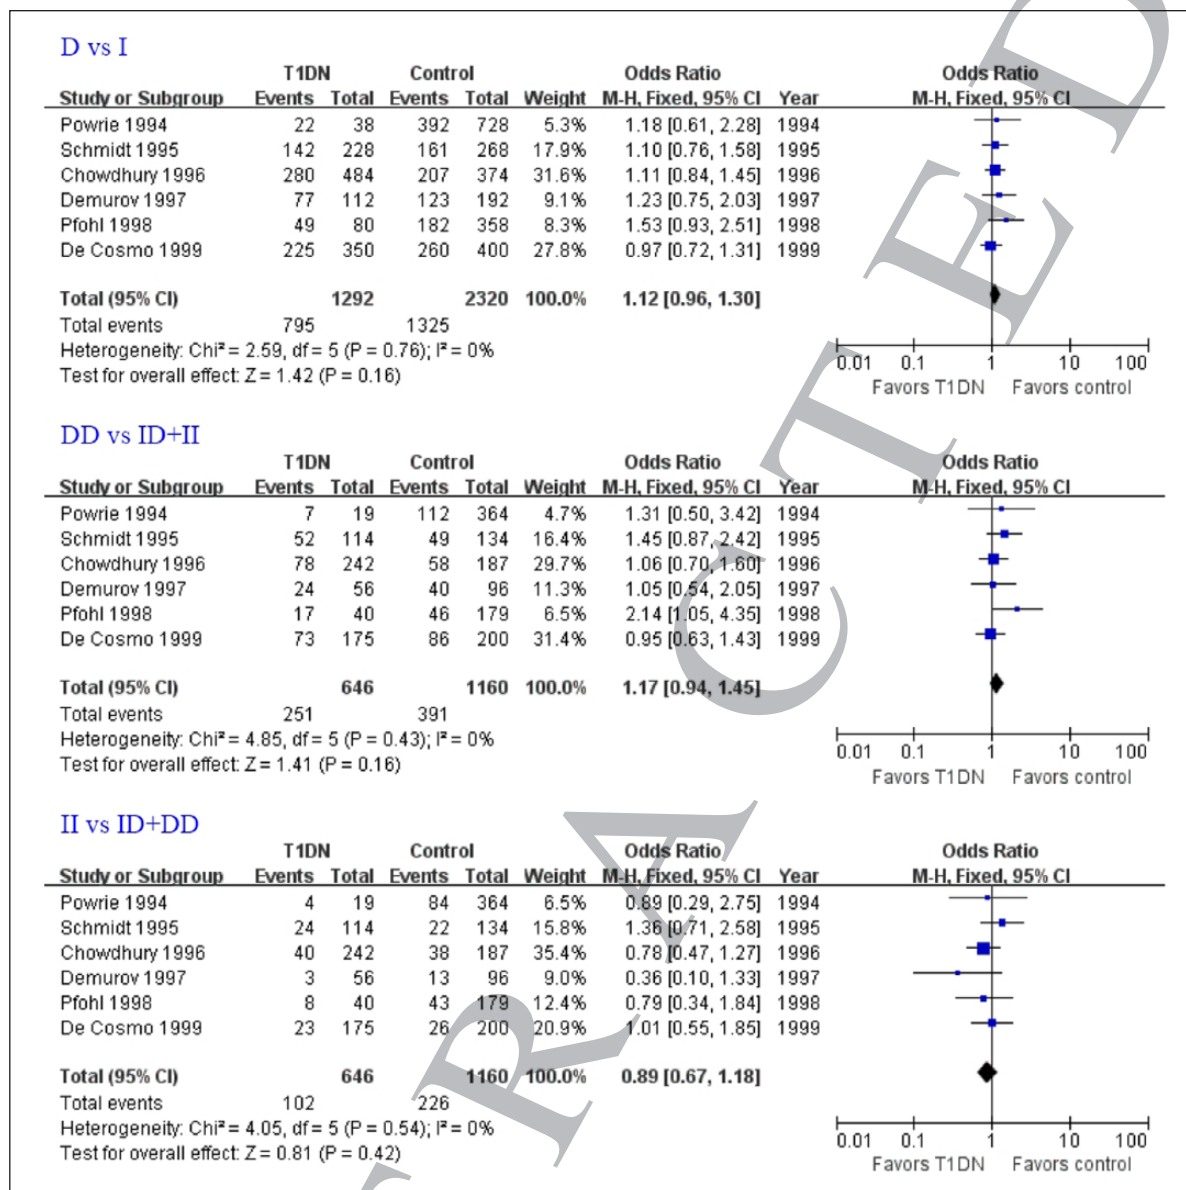 D vs I
T1DN Control Odds Ratio Odds Ratio
Study or Subgroup Events Total Events Total Weight M-H, Fixed, 95% CI Year M-H, Fixed, 95% CI
Powrie 1994 22 38 392 728 5.3% 1.18 [0.61, 2.28] 1994
Schmidt 1995 142 228 161 268 17.9% 1.10 [0.76, 1.58] 1995
Chowdhury 1996 280 484 207 374 31.6% 1.11 [0.84, 1.45] 1996
Demurov 1997 77 112 123 192 9.1% 1.23 [0.75, 2.03] 1997
Pfohl 1998 49 80 182 358 8.3% 1.53 [0.93, 2.51] 1998
De Cosmo 1999 225 350 260 400 27.8% 0.97 [0.72, 1.31] 1999
Total (95% CI) 1292 2320 100.0% 1.12 [0.96, 1.30]
Total events 795 1325
Heterogeneity: Chi² = 2.59, df = 5 (P = 0.76); I² = 0%
Test for overall effect: Z = 1.42 (P = 0.16)
0.01 0.1 1 10 100
Favors T1DN Favors control
DD vs ID+II
T1DN Control Odds Ratio Odds Ratio
Study or Subgroup Events Total Events Total Weight M-H, Fixed, 95% CI Year M-H, Fixed, 95% CI
Powrie 1994 7 19 112 364 4.7% 1.31 [0.50, 3.42] 1994
Schmidt 1995 52 114 49 134 16.4% 1.45 [0.87, 2.42] 1995
Chowdhury 1996 78 242 58 187 29.7% 1.06 [0.70, 1.60] 1996
Demurov 1997 24 56 40 96 11.3% 1.05 [0.54, 2.05] 1997
Pfohl 1998 17 40 46 179 6.5% 2.14 [1.05, 4.35] 1998
De Cosmo 1999 73 175 86 200 31.4% 0.95 [0.63, 1.43] 1999
Total (95% CI) 646 1160 100.0% 1.17 [0.94, 1.45]
Total events 251 391
Heterogeneity: Chi² = 4.85, df = 5 (P = 0.43); I² = 0%
Test for overall effect: Z = 1.41 (P = 0.16)
0.01 0.1 1 10 100
Favors T1DN Favors control
II vs ID+DD
T1DN Control Odds Ratio Odds Ratio
Study or Subgroup Events Total Events Total Weight M-H, Fixed, 95% CI Year M-H, Fixed, 95% CI
Powrie 1994 4 19 84 364 6.5% 0.89 [0.29, 2.75] 1994
Schmidt 1995 24 114 22 134 15.8% 1.36 [0.71, 2.58] 1995
Chowdhury 1996 40 242 38 187 35.4% 0.78 [0.47, 1.27] 1996
Demurov 1997 3 56 13 96 9.0% 0.36 [0.10, 1.33] 1997
Pfohl 1998 8 40 43 179 12.4% 0.79 [0.34, 1.84] 1998
De Cosmo 1999 23 175 26 200 20.9% 1.01 [0.55, 1.85] 1999
Total (95% CI) 646 1160 100.0% 0.89 [0.67, 1.18]
Total events 102 226
Heterogeneity: Chi² = 4.05, df = 5 (P = 0.54); I² = 0%
Test for overall effect: Z = 0.81 (P = 0.42)
0.01 0.1 1 10 100
Favors T1DN Favors control
TRACTED